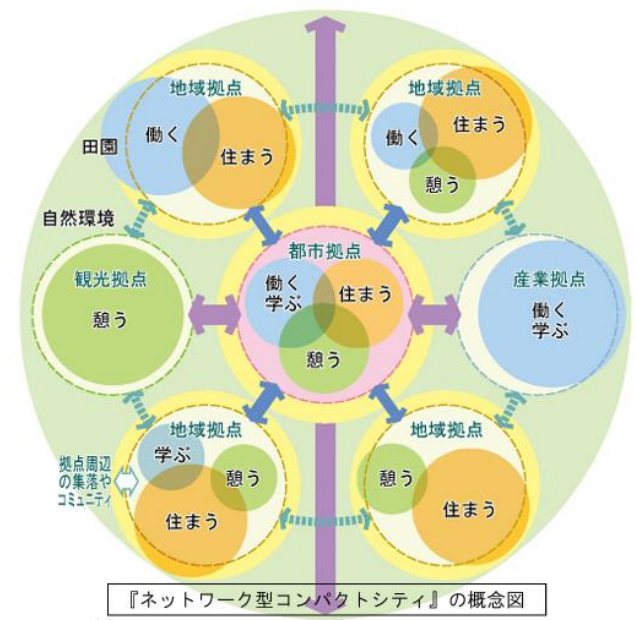 地域拠点
働く
住まう
田園
地域拠点
働く
住まう
憩う
自然環境
観光拠点
憩う
都市拠点
働く
学ぶ
住まう
憩う
産業拠点
働く
学ぶ
地域拠点
学ぶ
憩う
住まう
拠点周辺
の集落や
コミュニティ
地域拠点
憩う
住まう
『ネットワーク型コンパクトシティ』の概念図